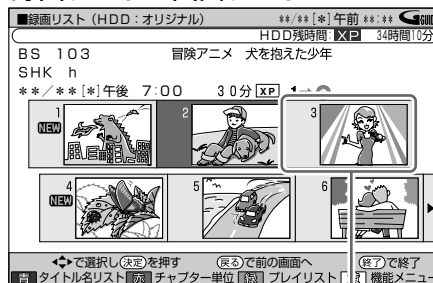 ■録画リスト(HDD:オリジナル) **/**[*]午前 **:** GGUIDE
HDD残時間: XP 34時間10分
BS 103 冒険アニメ 犬を抱えた少年
SHK h
**/**[*]午後 7:00 30分 XP
1 2 3
NEW
4 5 6
NEW
で選択し 決定 を押す 戻る で前の画面へ 終了 で終了
青 タイトル名リスト 赤 チャプター単位 緑 プレイリスト 機能メニュー